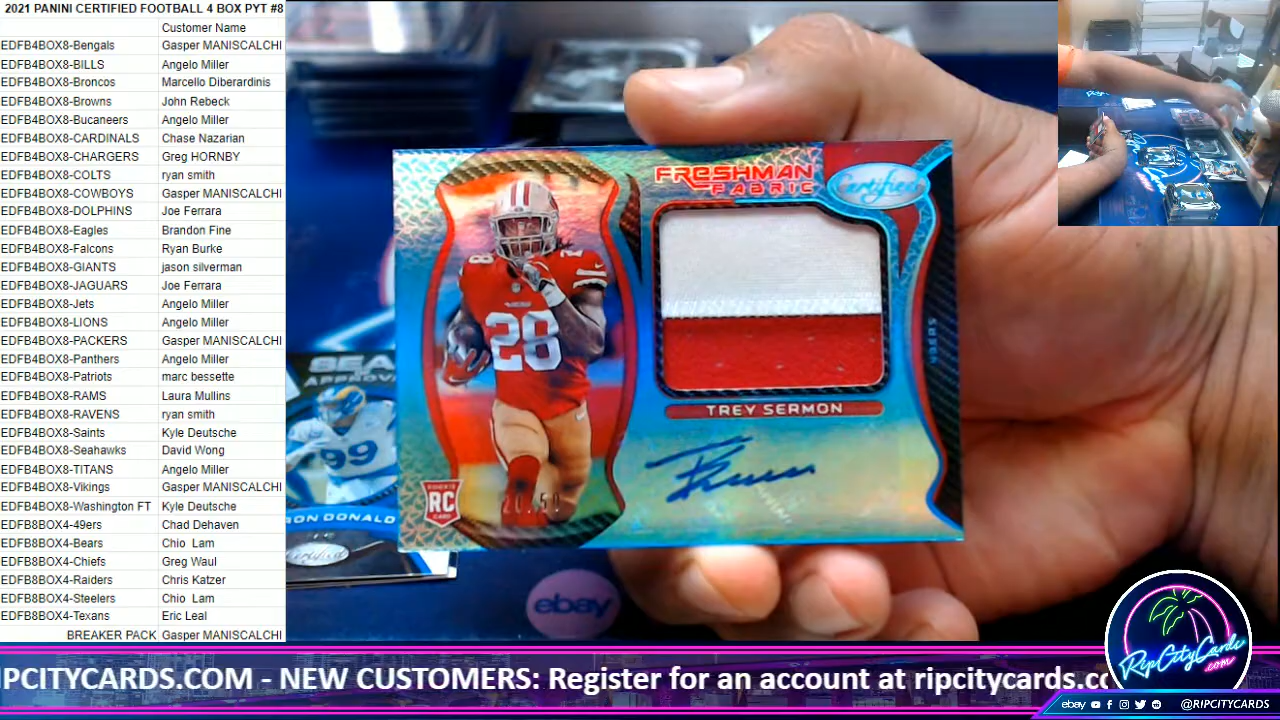 2021 PANINI CERTIFIED FOOTBALL 4 BOX PYT #8
Customer Name
EDFB4BOX8-Bengals Gasper MANISCALCHI
EDFB4BOX8-BILLS Angelo Miller
EDFB4BOX8-Broncos Marcello Diberardinis
EDFB4BOX8-Browns John Rebeck
EDFB4BOX8-Bucaneers Angelo Miller
EDFB4BOX8-CARDINALS Chase Nazarian
EDFB4BOX8-CHARGERS Greg HORNBY
EDFB4BOX8-COLTS ryan smith
EDFB4BOX8-COWBOYS Gasper MANISCALCHI
EDFB4BOX8-DOLPHINS Joe Ferrara
EDFB4BOX8-Eagles Brandon Fine
EDFB4BOX8-Falcons Ryan Burke
EDFB4BOX8-GIANTS jason silverman
EDFB4BOX8-JAGUARS Joe Ferrara
EDFB4BOX8-Jets Angelo Miller
EDFB4BOX8-LIONS Angelo Miller
EDFB4BOX8-PACKERS Gasper MANISCALCHI
EDFB4BOX8-Panthers Angelo Miller
EDFB4BOX8-Patriots marc bessette
EDFB4BOX8-RAMS Laura Mullins
EDFB4BOX8-RAVENS ryan smith
EDFB4BOX8-Saints Kyle Deutsche
EDFB4BOX8-Seahawks David Wong
EDFB4BOX8-TITANS Angelo Miller
EDFB4BOX8-Vikings Gasper MANISCALCHI
EDFB4BOX8-Washington FT Kyle Deutsche
EDFB8BOX4-49ers Chad Dehaven
EDFB8BOX4-Bears Chio Lam
EDFB8BOX4-Chiefs Greg Waul
EDFB8BOX4-Raiders Chris Katzer
EDFB8BOX4-Steelers Chio Lam
EDFB8BOX4-Texans Eric Leal
BREAKER PACK Gasper MANISCALCHI
FRESHMAN
FABRIC
Certified
28
28
TREY SERMON
ROOKIE
RC
CARD
99
ON DONALD
Certified
ebay
RipCityCards
.com
IPCITYCARDS.COM - NEW CUSTOMERS: Register for an account at ripcitycards.co
ebay @RIPCITYCARDS